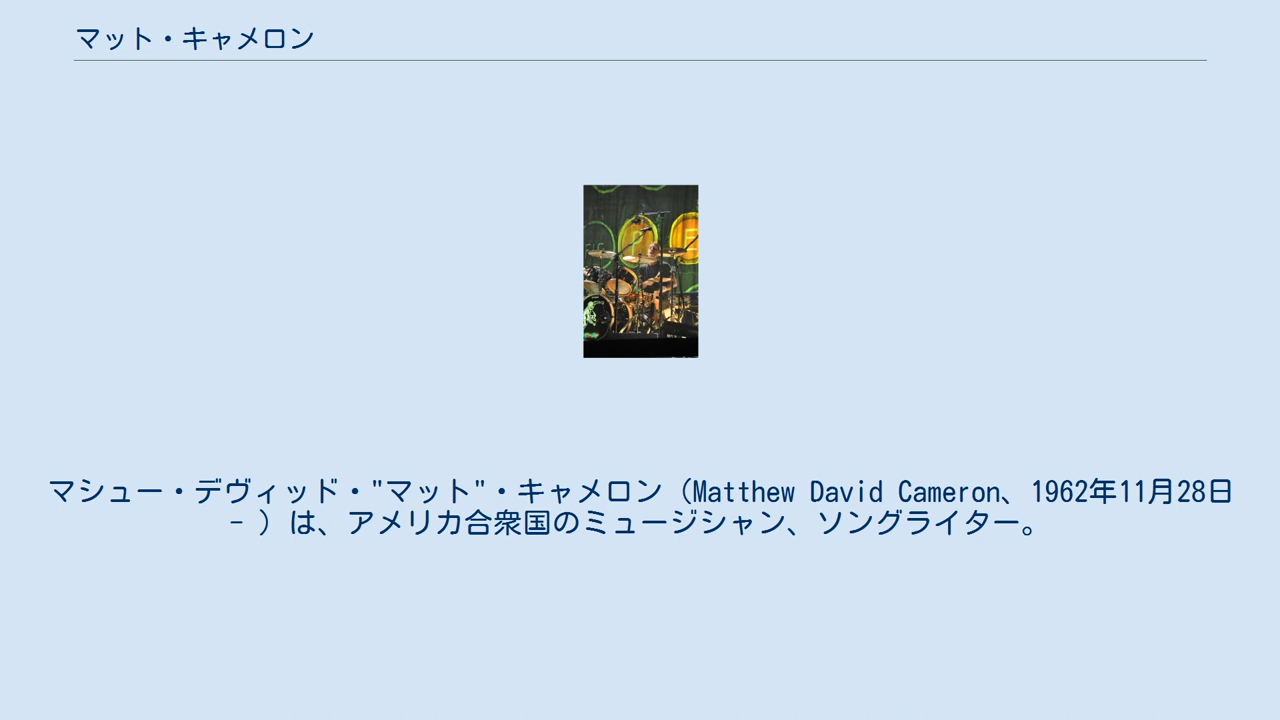 マット・キャメロン
マシュー・デヴィッド・"マット"・キャメロン（Matthew David Cameron、1962年11月28日
- ）は、アメリカ合衆国のミュージシャン、ソングライター。